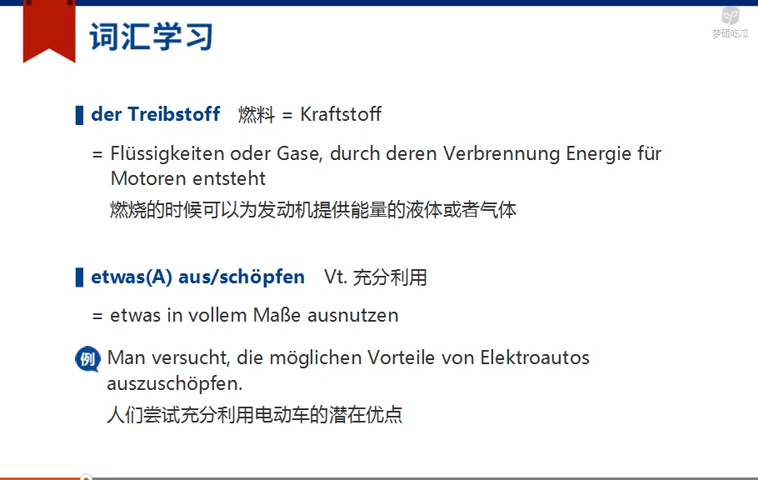 词汇学习
梦硒吃瓜
der Treibstoff 燃料 = Kraftstoff
= Flüssigkeiten oder Gase, durch deren Verbrennung Energie für
Motoren entsteht
燃烧的时候可以为发动机提供能量的液体或者气体
etwas(A) aus/schöpfen Vt. 充分利用
= etwas in vollem Maße ausnutzen
例 Man versucht, die möglichen Vorteile von Elektroautos
auszuschöpfen.
人们尝试充分利用电动车的潜在优点